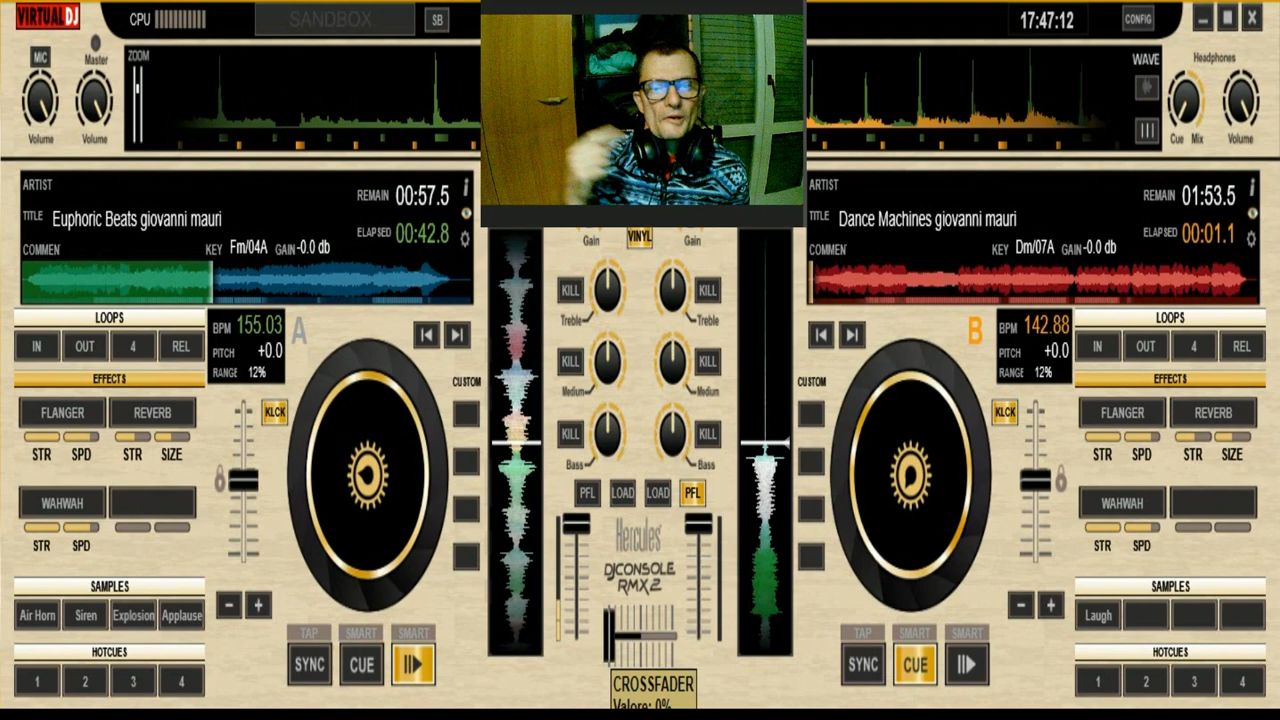 VIRTUAL DJ
CPU
SANDBOX
SB
17:47:12
CONFIG
MIC
Master
Volume
Volume
ZOOM
WAVE
Headphones
Cue
Mix
Volume
ARTIST
REMAIN 00:57.5
TITLE Euphoric Beats giovanni mauri
ELAPSED 00:42.8
COMMEN
KEY Fm/04A GAIN -0.0 db
ARTIST
REMAIN 01:53.5
TITLE Dance Machines giovanni mauri
ELAPSED 00:01.1
COMMEN
KEY Dm/07A GAIN -0.0 db
LOOPS
IN OUT 4 REL
EFFECTS
FLANGER REVERB
STR SPD STR SIZE
WAHWAH
STR SPD
SAMPLES
Air Horn Siren Explosion Applause
HOTCUES
1 2 3 4
BPM 155.03
PITCH +0.0
RANGE 12%
A
KLCK
CUSTOM
- +
TAP SMART SMART
SYNC CUE
Gain VINYL Gain
KILL KILL
Treble Treble
KILL KILL
Medium Medium
KILL KILL
Bass Bass
PFL LOAD LOAD PFL
Hercules
DJCONSOLE
RMX2
CROSSFADER
Valore: 0%
CUSTOM
B
BPM 142.88
PITCH +0.0
RANGE 12%
KLCK
- +
TAP SMART SMART
SYNC CUE
LOOPS
IN OUT 4 REL
EFFECTS
FLANGER REVERB
STR SPD STR SIZE
WAHWAH
STR SPD
SAMPLES
Laugh
HOTCUES
1 2 3 4